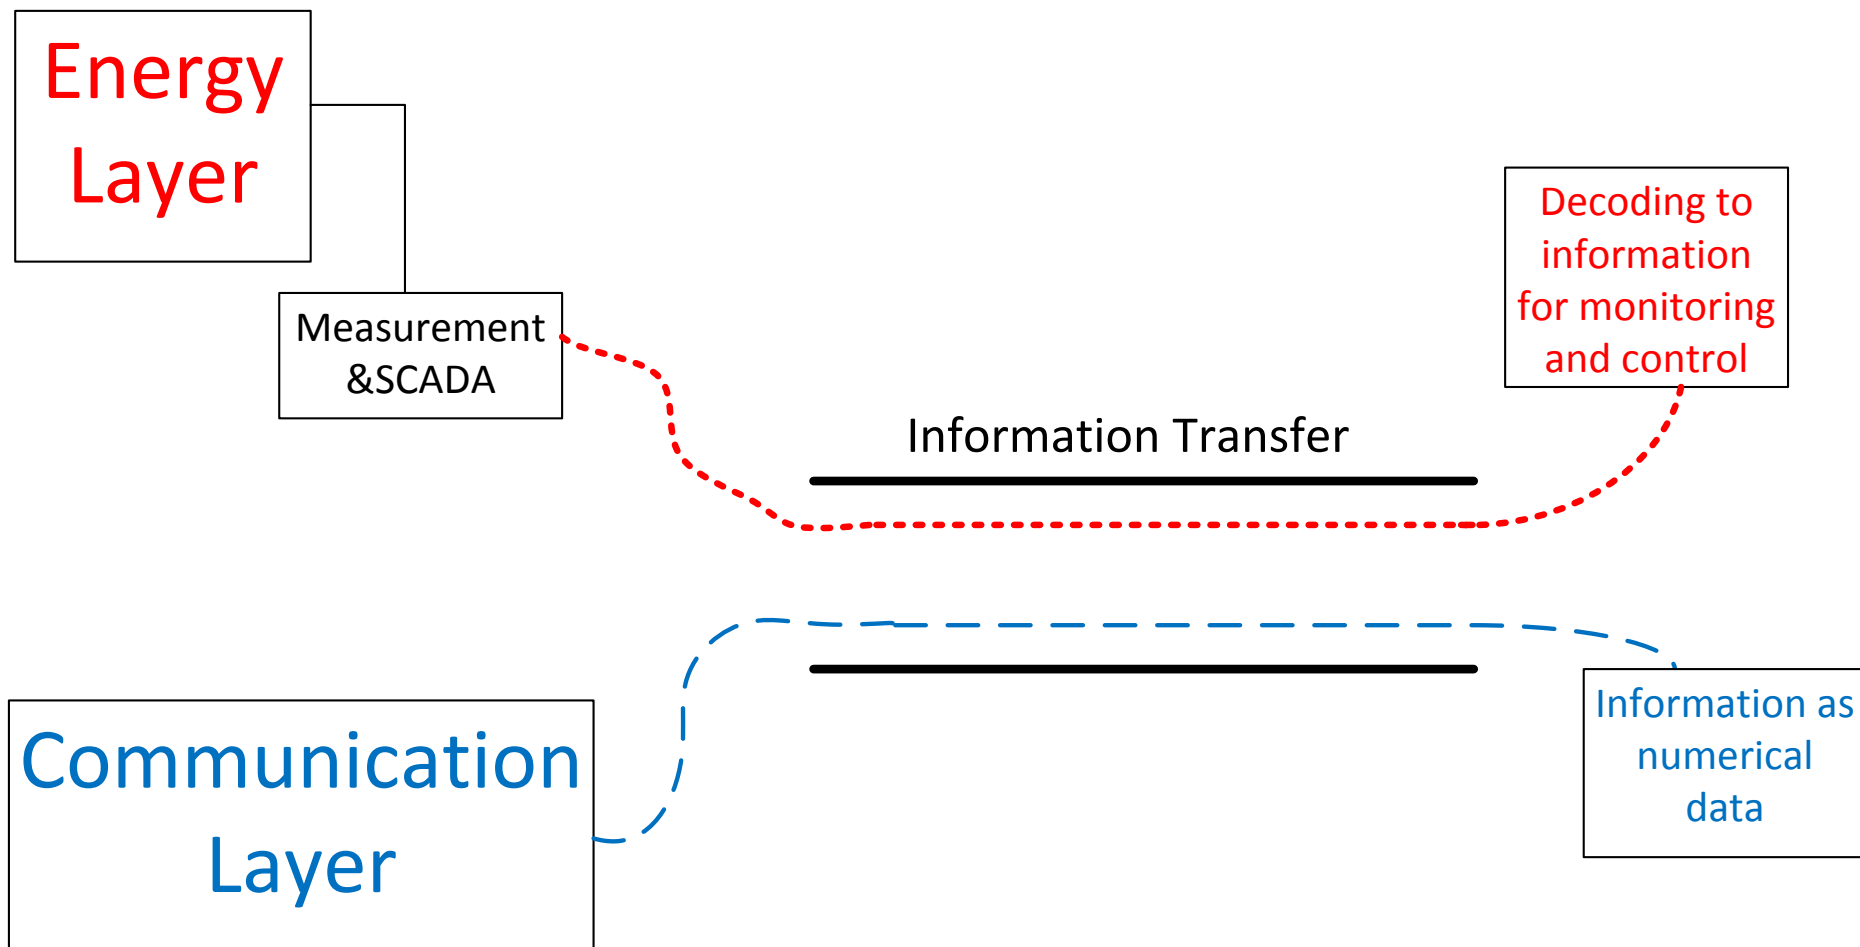 Energy
Layer
Measurement
&SCADA
Information Transfer
Decoding to
information
for monitoring
and control
Communication
Layer
Information as
numerical
data